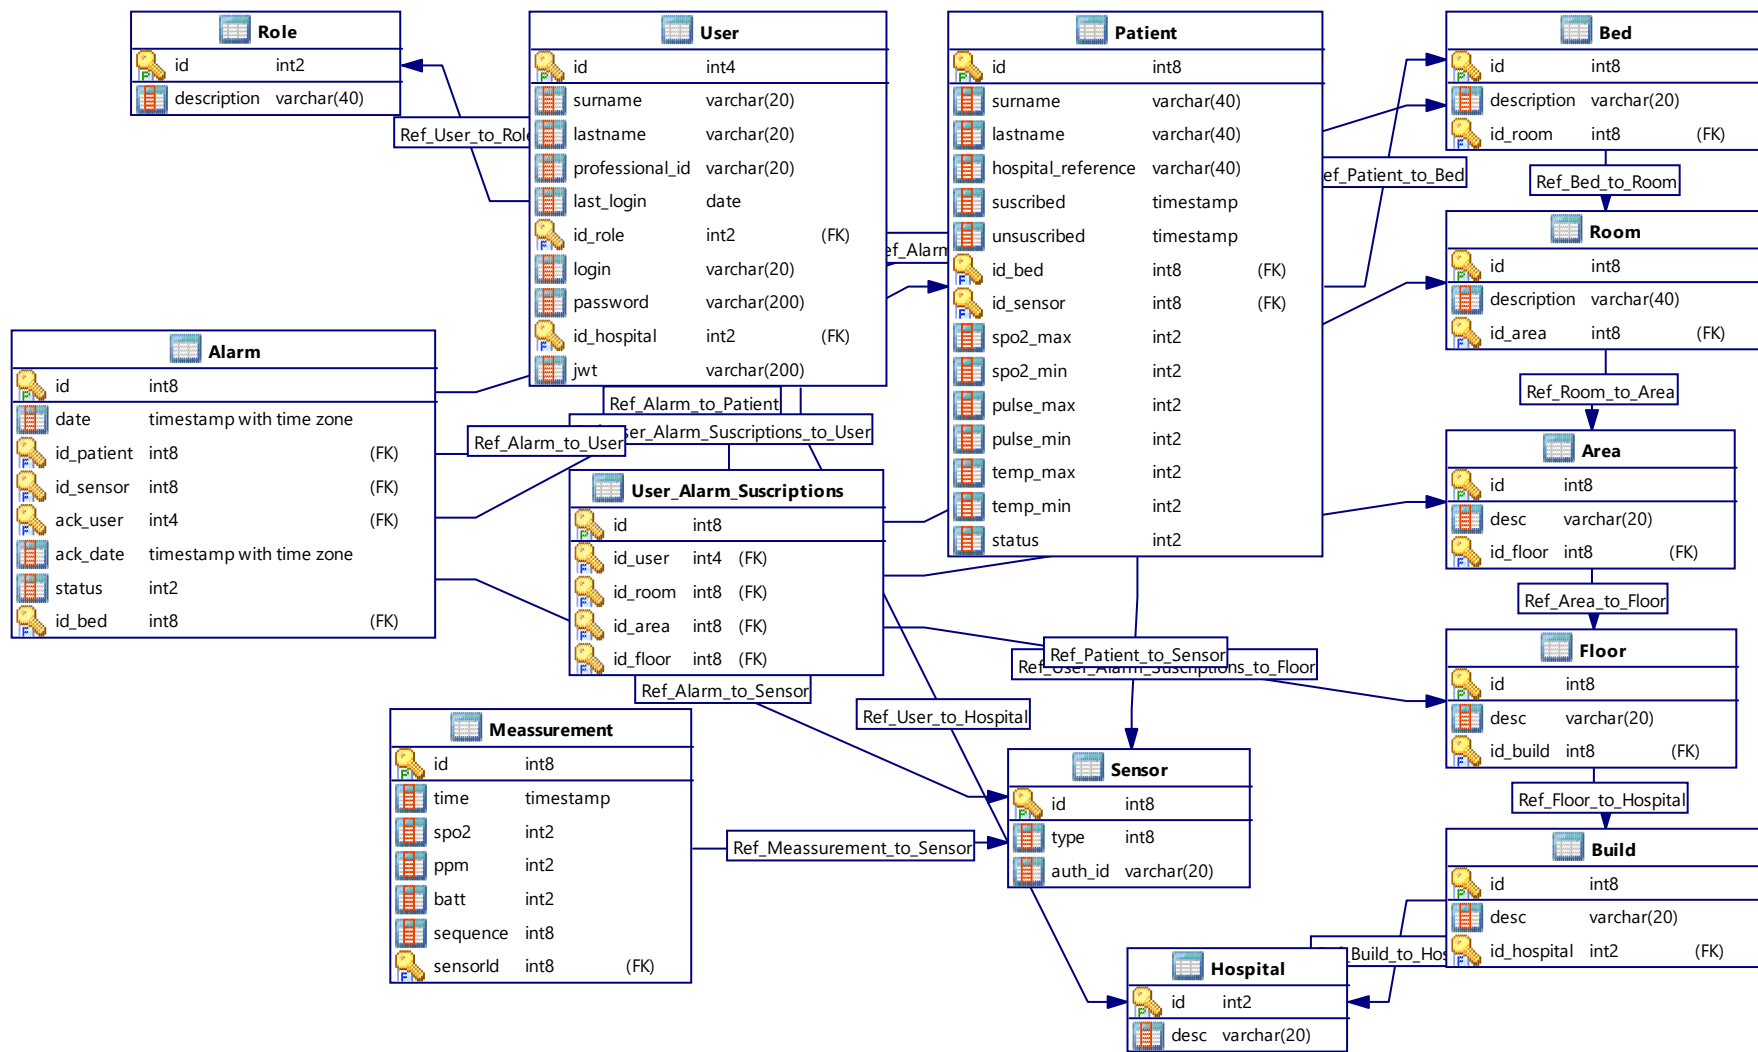 Role
id int2
description varchar(40)
User
id int4
surname varchar(20)
lastname varchar(20)
professional_id varchar(20)
last_login date
id_role int2 (FK)
login varchar(20)
password varchar(200)
id_hospital int2 (FK)
jwt varchar(200)
Patient
id int8
surname varchar(40)
lastname varchar(40)
hospital_reference varchar(40)
suscribed timestamp
unsuscribed timestamp
id_bed int8 (FK)
id_sensor int8 (FK)
spo2_max int2
spo2_min int2
pulse_max int2
pulse_min int2
temp_max int2
temp_min int2
status int2
Bed
id int8
description varchar(20)
id_room int8 (FK)
Ref_User_to_Role
ef_Patient_to_Bed
Ref_Bed_to_Room
ef_Alarm
Room
id int8
description varchar(40)
id_area int8 (FK)
Ref_Room_to_Area
Alarm
id int8
date timestamp with time zone
id_patient int8 (FK)
id_sensor int8 (FK)
ack_user int4 (FK)
ack_date timestamp with time zone
status int2
id_bed int8 (FK)
Ref_Alarm_to_Patient
ser_Alarm_Suscriptions_to_User
Ref_Alarm_to_User
User_Alarm_Suscriptions
id int8
id_user int4 (FK)
id_room int8 (FK)
id_area int8 (FK)
id_floor int8 (FK)
Area
id int8
desc varchar(20)
id_floor int8 (FK)
Ref_Area_to_Floor
Ref_Patient_to_Sensor
Ref_User_Alarm_Suscriptions_to_Floor
Floor
id int8
desc varchar(20)
id_build int8 (FK)
Ref_Alarm_to_Sensor
Ref_User_to_Hospital
Ref_Floor_to_Hospital
Meassurement
id int8
time timestamp
spo2 int2
ppm int2
batt int2
sequence int8
sensorId int8 (FK)
Ref_Meassurement_to_Sensor
Sensor
id int8
type int8
auth_id varchar(20)
Build
id int8
desc varchar(20)
id_hospital int2 (FK)
Build_to_Hos
Hospital
id int2
desc varchar(20)